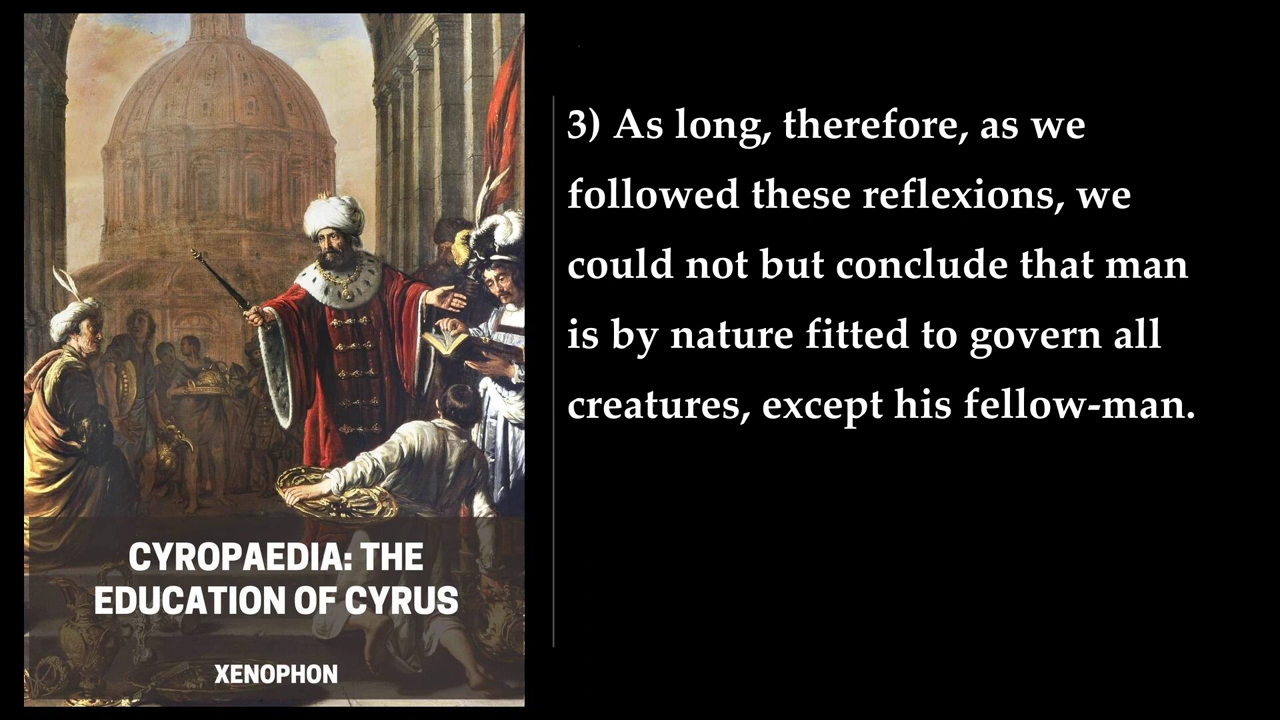 3) As long, therefore, as we
followed these reflexions, we
could not but conclude that man
is by nature fitted to govern all
creatures, except his fellow-man.
CYROPAEDIA: THE
EDUCATION OF CYRUS
XENOPHON